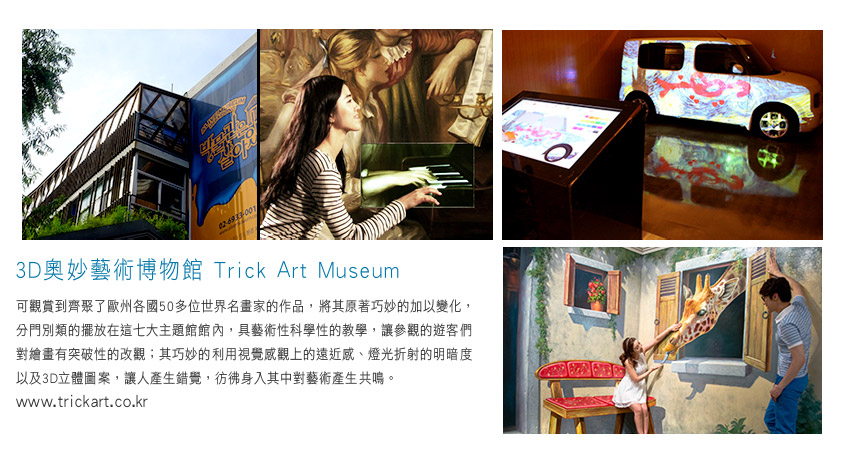 02-6933-001
3D奧妙藝術博物館 Trick Art Museum
可觀賞到齊聚了歐州各國50多位世界名畫家的作品，將其原著巧妙的加以變化，
分門別類的擺放在這七大主題館館內，具藝術性科學性的教學，讓參觀的遊客們
對繪畫有突破性的改觀；其巧妙的利用視覺感觀上的遠近感、燈光折射的明暗度
以及3D立體圖案，讓人產生錯覺，彷彿身入其中對藝術產生共鳴。
www.trickart.co.kr